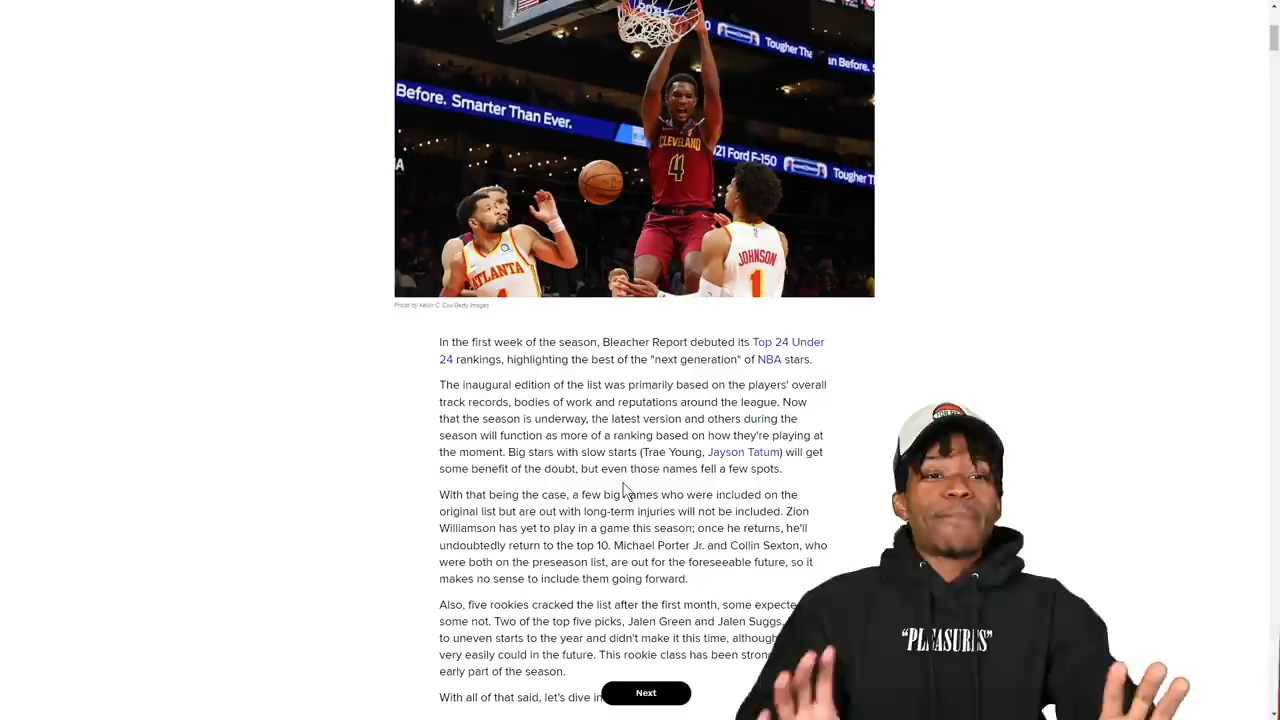 Tougher Tha
an Before. S
Before. Smarter Than Ever.
CLEVELAND
4
21 Ford F-150
Tougher T
JOHNSON
1
ATLANTA
Photo by Kevin C. Cox/Getty Images
In the first week of the season, Bleacher Report debuted its Top 24 Under
24 rankings, highlighting the best of the "next generation" of NBA stars.
The inaugural edition of the list was primarily based on the players' overall
track records, bodies of work and reputations around the league. Now
that the season is underway, the latest version and others during the
season will function as more of a ranking based on how they're playing at
the moment. Big stars with slow starts (Trae Young, Jayson Tatum) will get
some benefit of the doubt, but even those names fell a few spots.
With that being the case, a few big names who were included on the
original list but are out with long-term injuries will not be included. Zion
Williamson has yet to play in a game this season; once he returns, he'll
undoubtedly return to the top 10. Michael Porter Jr. and Collin Sexton, who
were both on the preseason list, are out for the foreseeable future, so it
makes no sense to include them going forward.
Also, five rookies cracked the list after the first month, some expecte
some not. Two of the top five picks, Jalen Green and Jalen Suggs,
to uneven starts to the year and didn't make it this time, although
very easily could in the future. This rookie class has been stron
early part of the season.
With all of that said, let's dive in
Next
"PLEASURES"